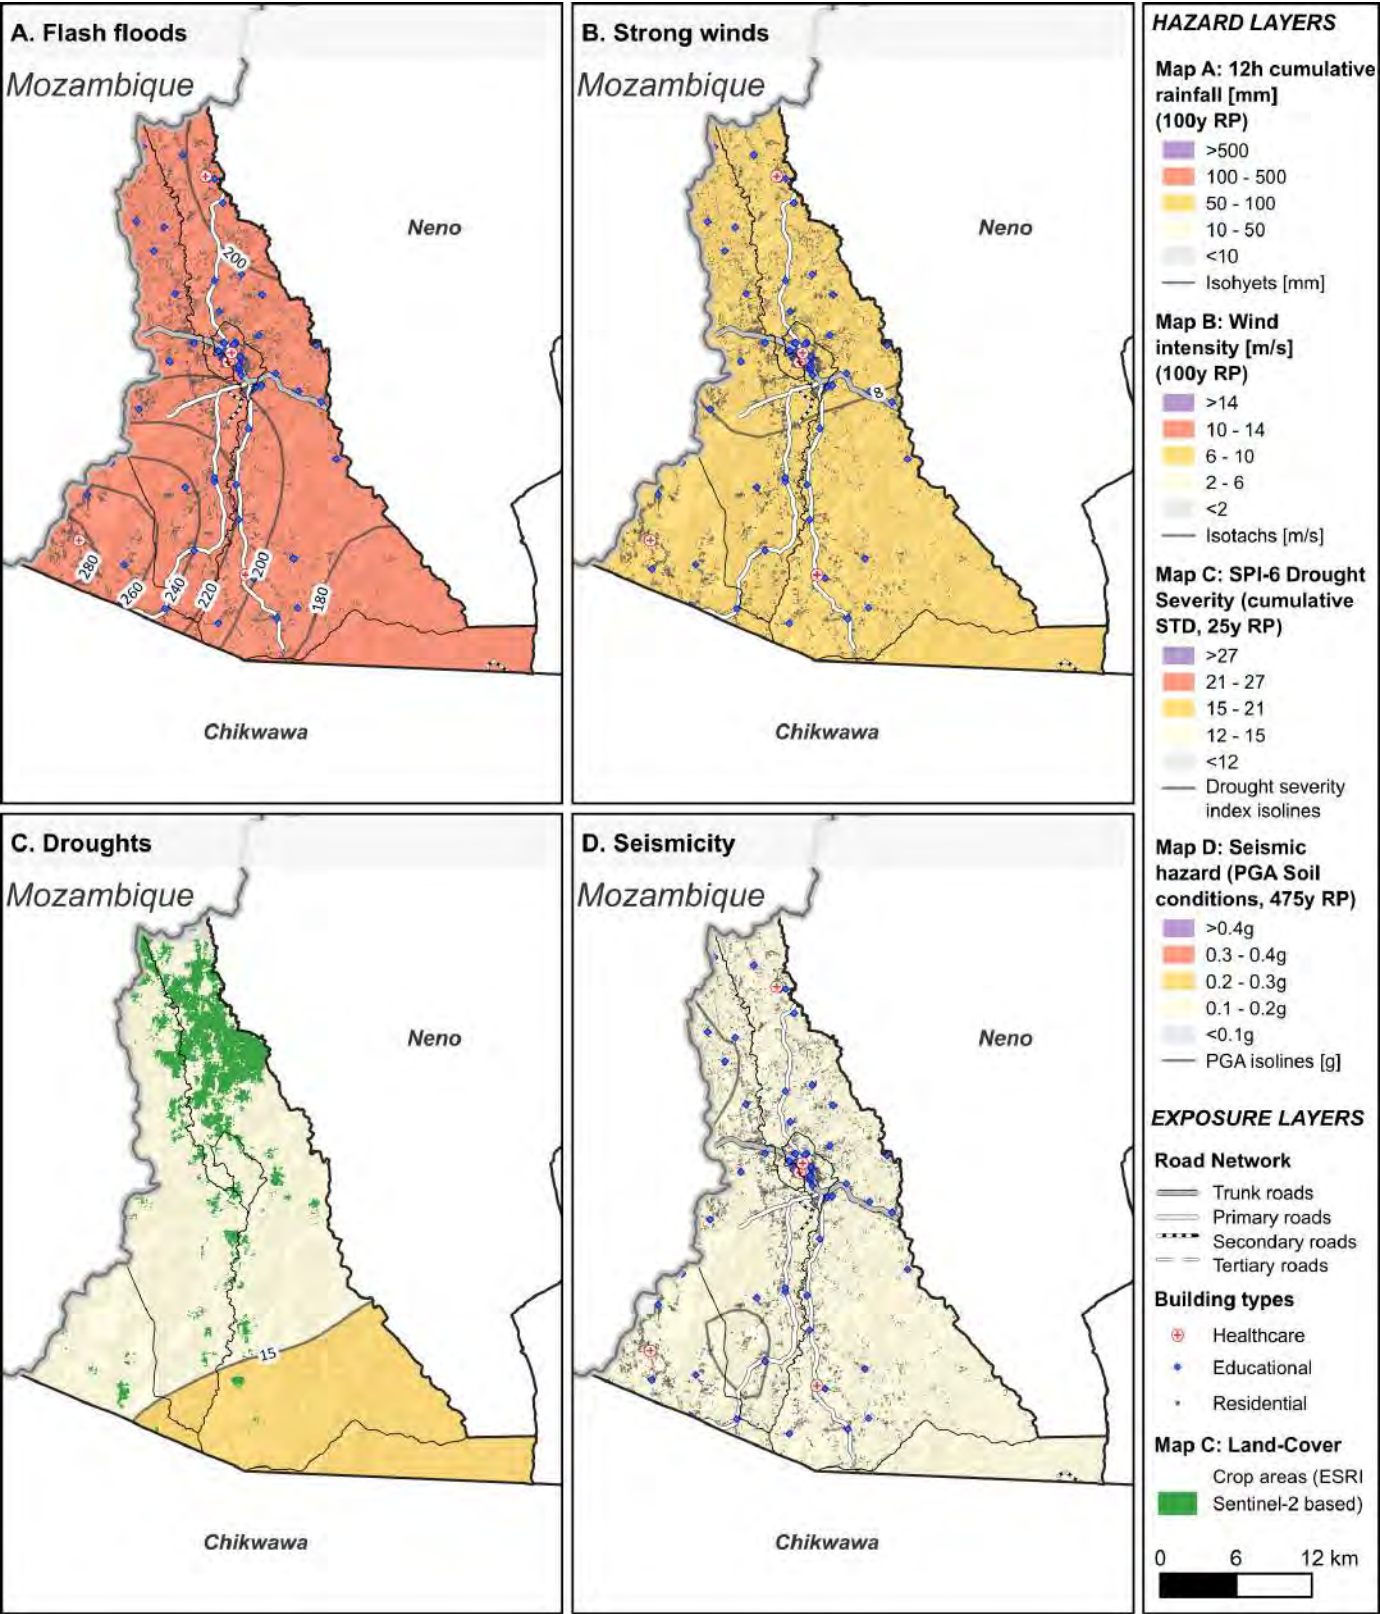 A. Flash floods
Mozambique
Neno
200
280
260
240
220
200
180
Chikwawa
B. Strong winds
Mozambique
Neno
8
Chikwawa
C. Droughts
Mozambique
Neno
15
Chikwawa
D. Seismicity
Mozambique
Neno
Chikwawa
HAZARD LAYERS
Map A: 12h cumulative
rainfall [mm]
(100y RP)
>500
100 - 500
50 - 100
10 - 50
<10
Isohyets [mm]
Map B: Wind
intensity [m/s]
(100y RP)
>14
10 - 14
6 - 10
2 - 6
<2
Isotachs [m/s]
Map C: SPI-6 Drought
Severity (cumulative
STD, 25y RP)
>27
21 - 27
15 - 21
12 - 15
<12
Drought severity
index isolines
Map D: Seismic
hazard (PGA Soil
conditions, 475y RP)
>0.4g
0.3 - 0.4g
0.2 - 0.3g
0.1 - 0.2g
<0.1g
PGA isolines [g]
EXPOSURE LAYERS
Road Network
Trunk roads
Primary roads
Secondary roads
Tertiary roads
Building types
Healthcare
Educational
Residential
Map C: Land-Cover
Crop areas (ESRI
Sentinel-2 based)
0 6 12 km